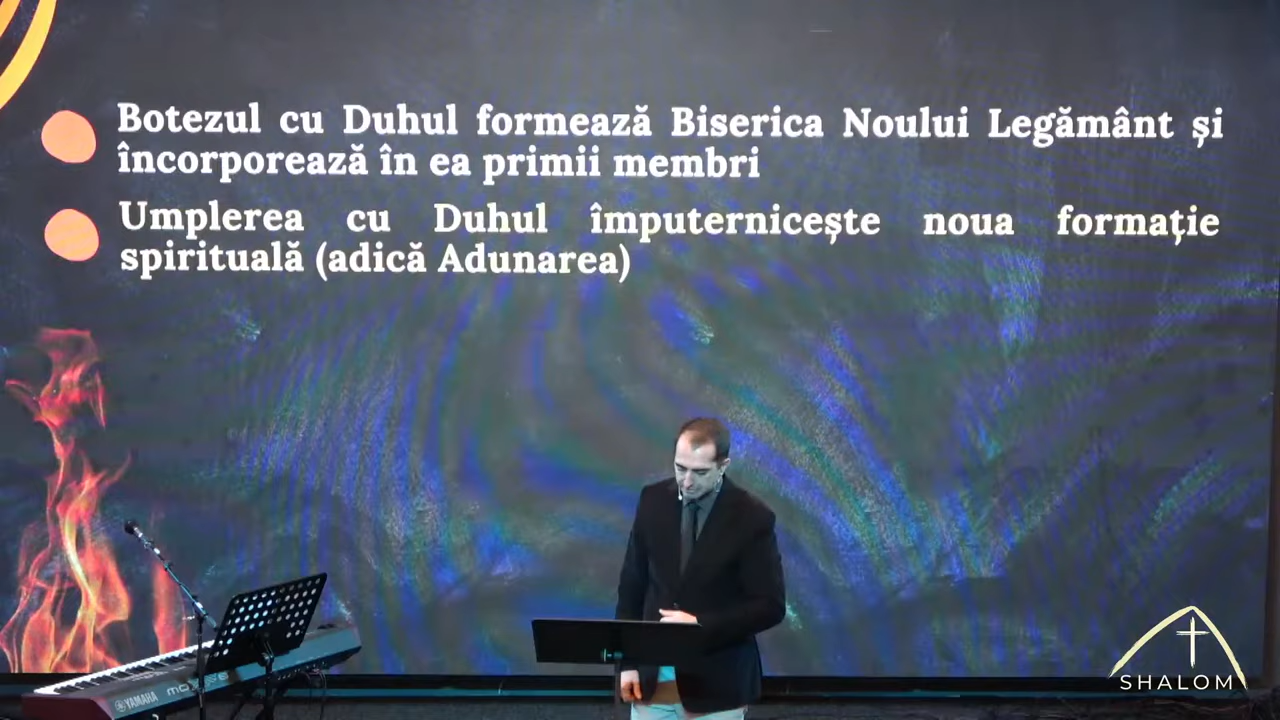 Botezul cu Duhul formează Biserica Noului Legământ și
încorporează în ea primii membri
Umplerea cu Duhul împuternicește noua formație
spirituală (adică Adunarea)
YAMAHA
SHALOM